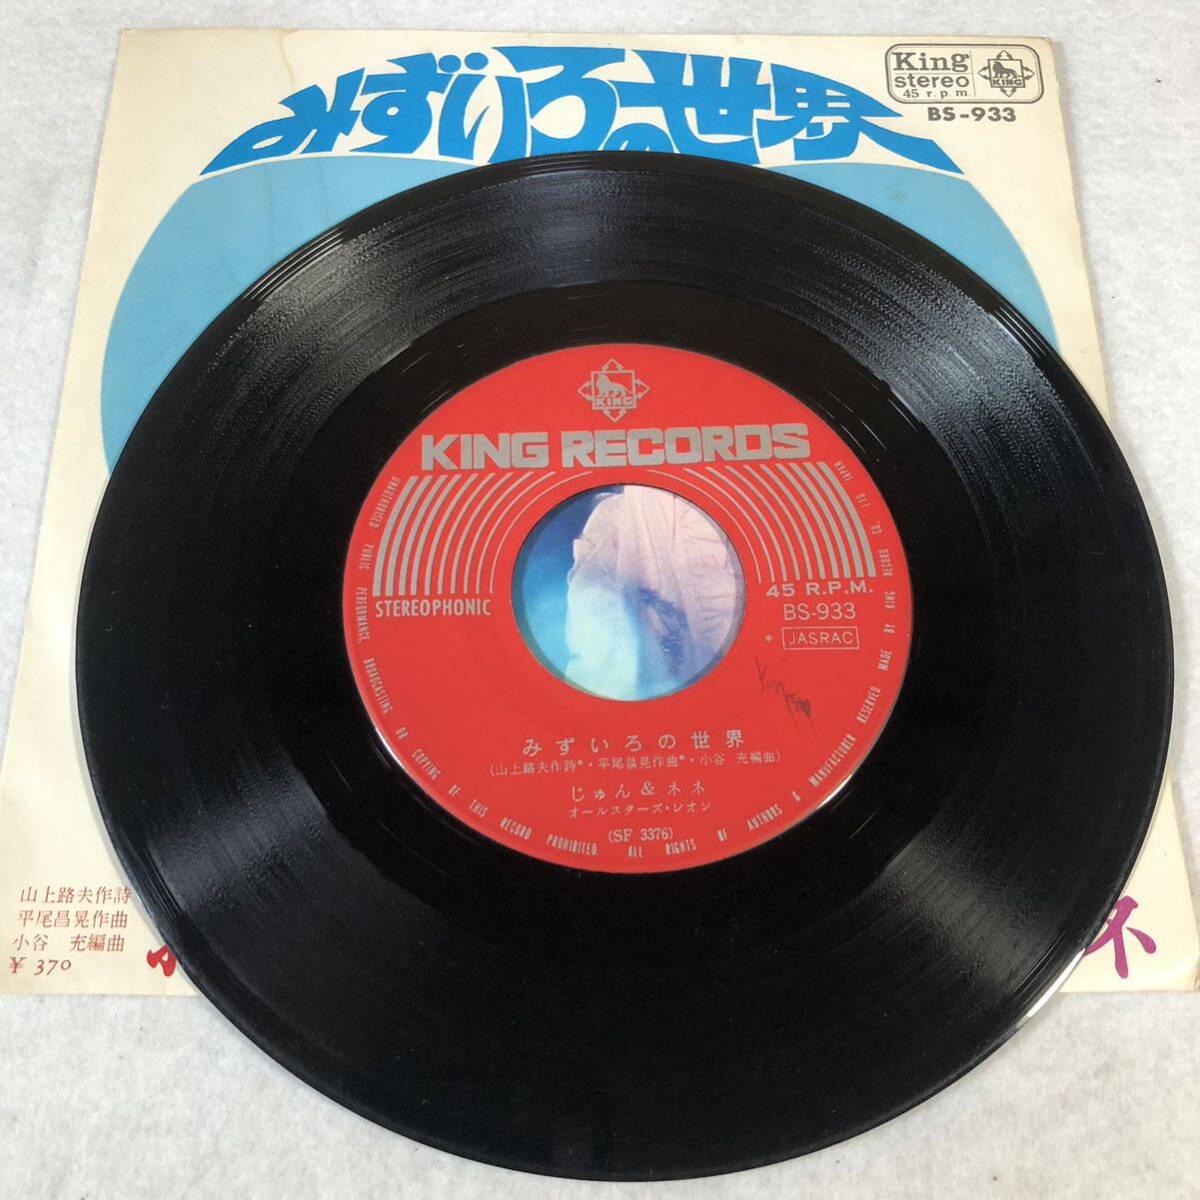 みずいろの世界
King
stereo
45 r.p.m.
KING
BS-933
KING
KING RECORDS
STEREOPHONIC
45 R.P.M.
BS-933
* JASRAC
みずいろの世界
(山上路夫作詩*・平尾昌晃作曲*・小谷 充編曲)
じゅん&ネネ
オールスターズ・レオン
(SF 3376)
UNAUTHORISED PUBLIC PERFORMANCE, BROADCASTING OR COPYING OF THIS RECORD PROHIBITED. ALL RIGHTS OF AUTHORS & MANUFACTURER RESERVED. MADE BY KING RECORD CO. LTD JAPAN
山上路夫作詩
平尾昌晃作曲
小谷 充編曲
¥ 370
ネ